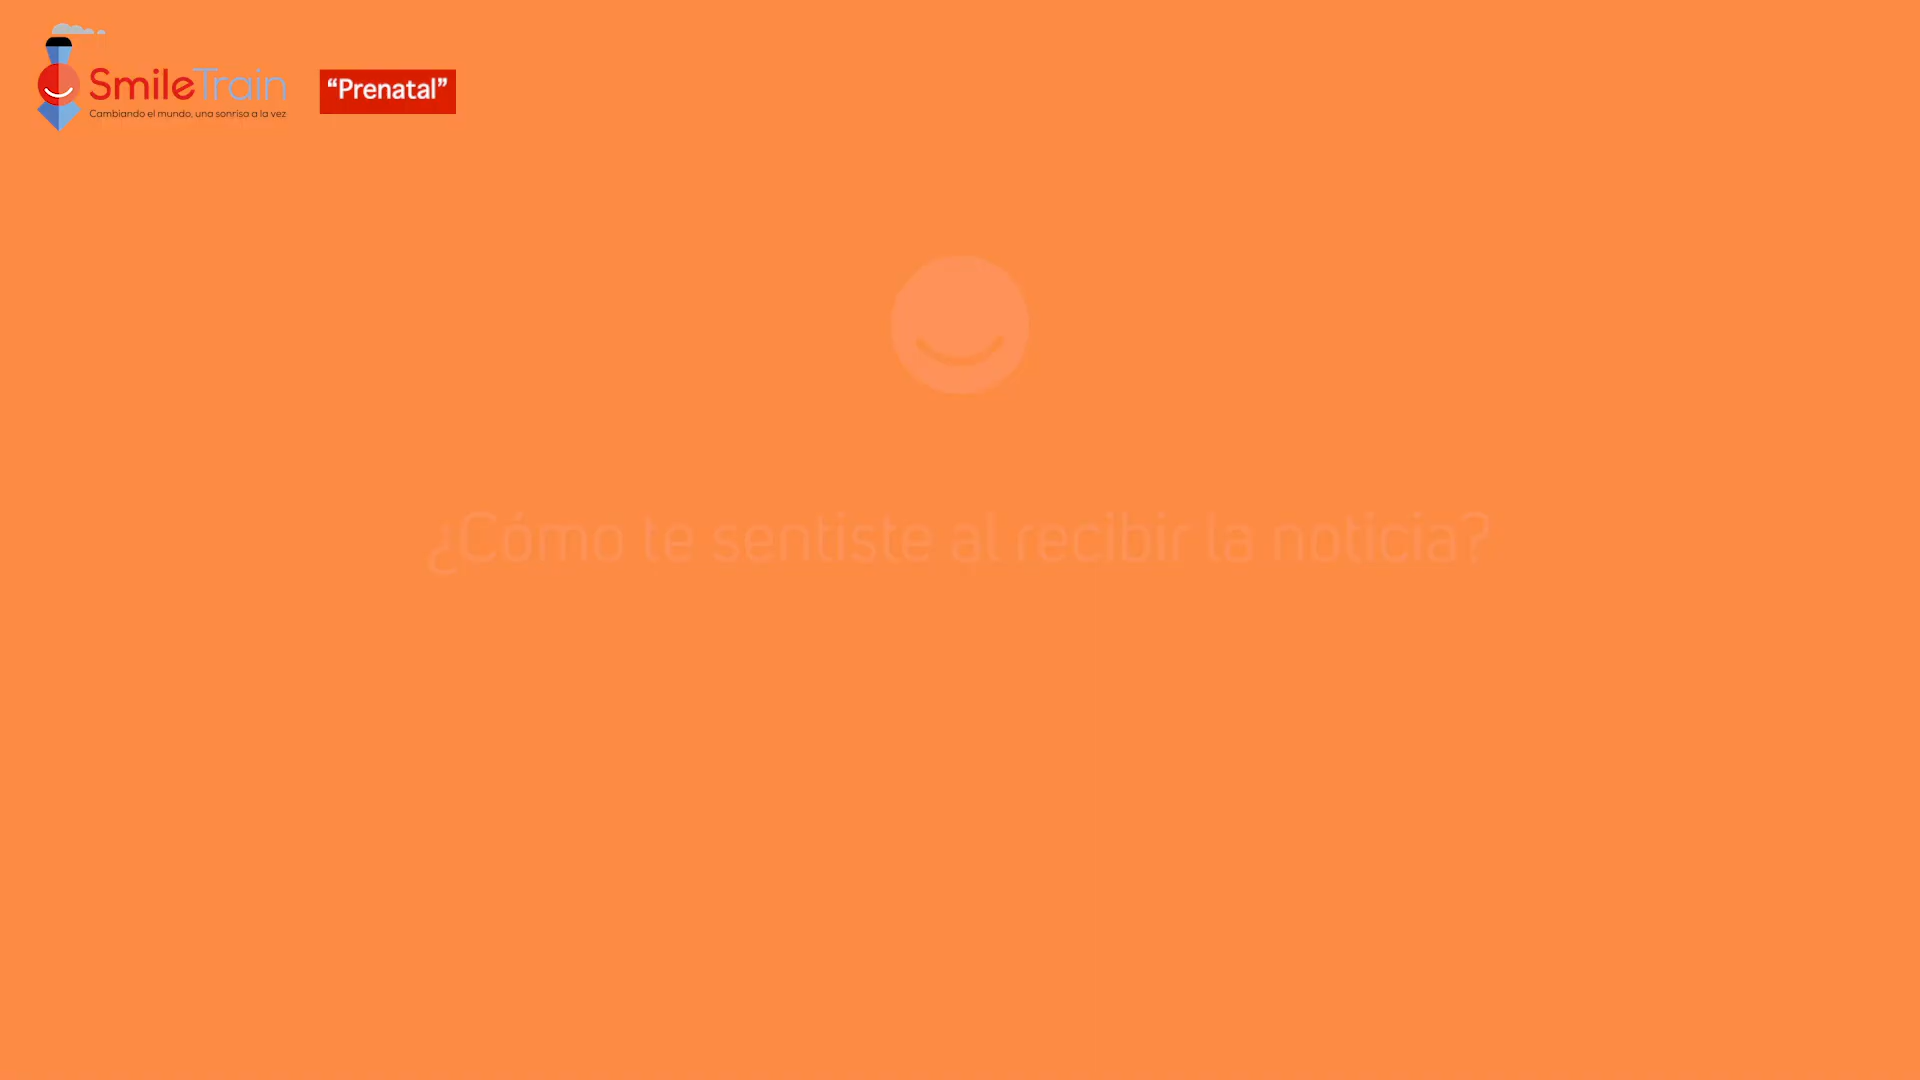 SmileTrain
Cambiando el mundo, una sonrisa a la vez
“Prenatal”
¿Cómo te sentiste al recibir la noticia?